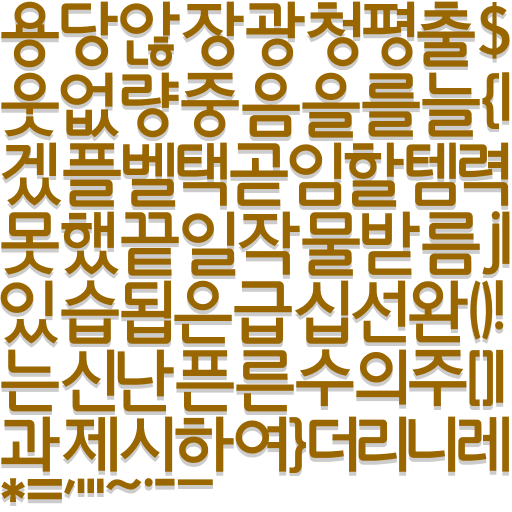 용당않장광청평출$
웃없량중음을를늘{|
겠플벨택곧임할템력
못했끝일작물받름j|
있습됩은급십선완()!
는신나픈른수의주[]|
과제시하여}더리니레
*="'"~·--